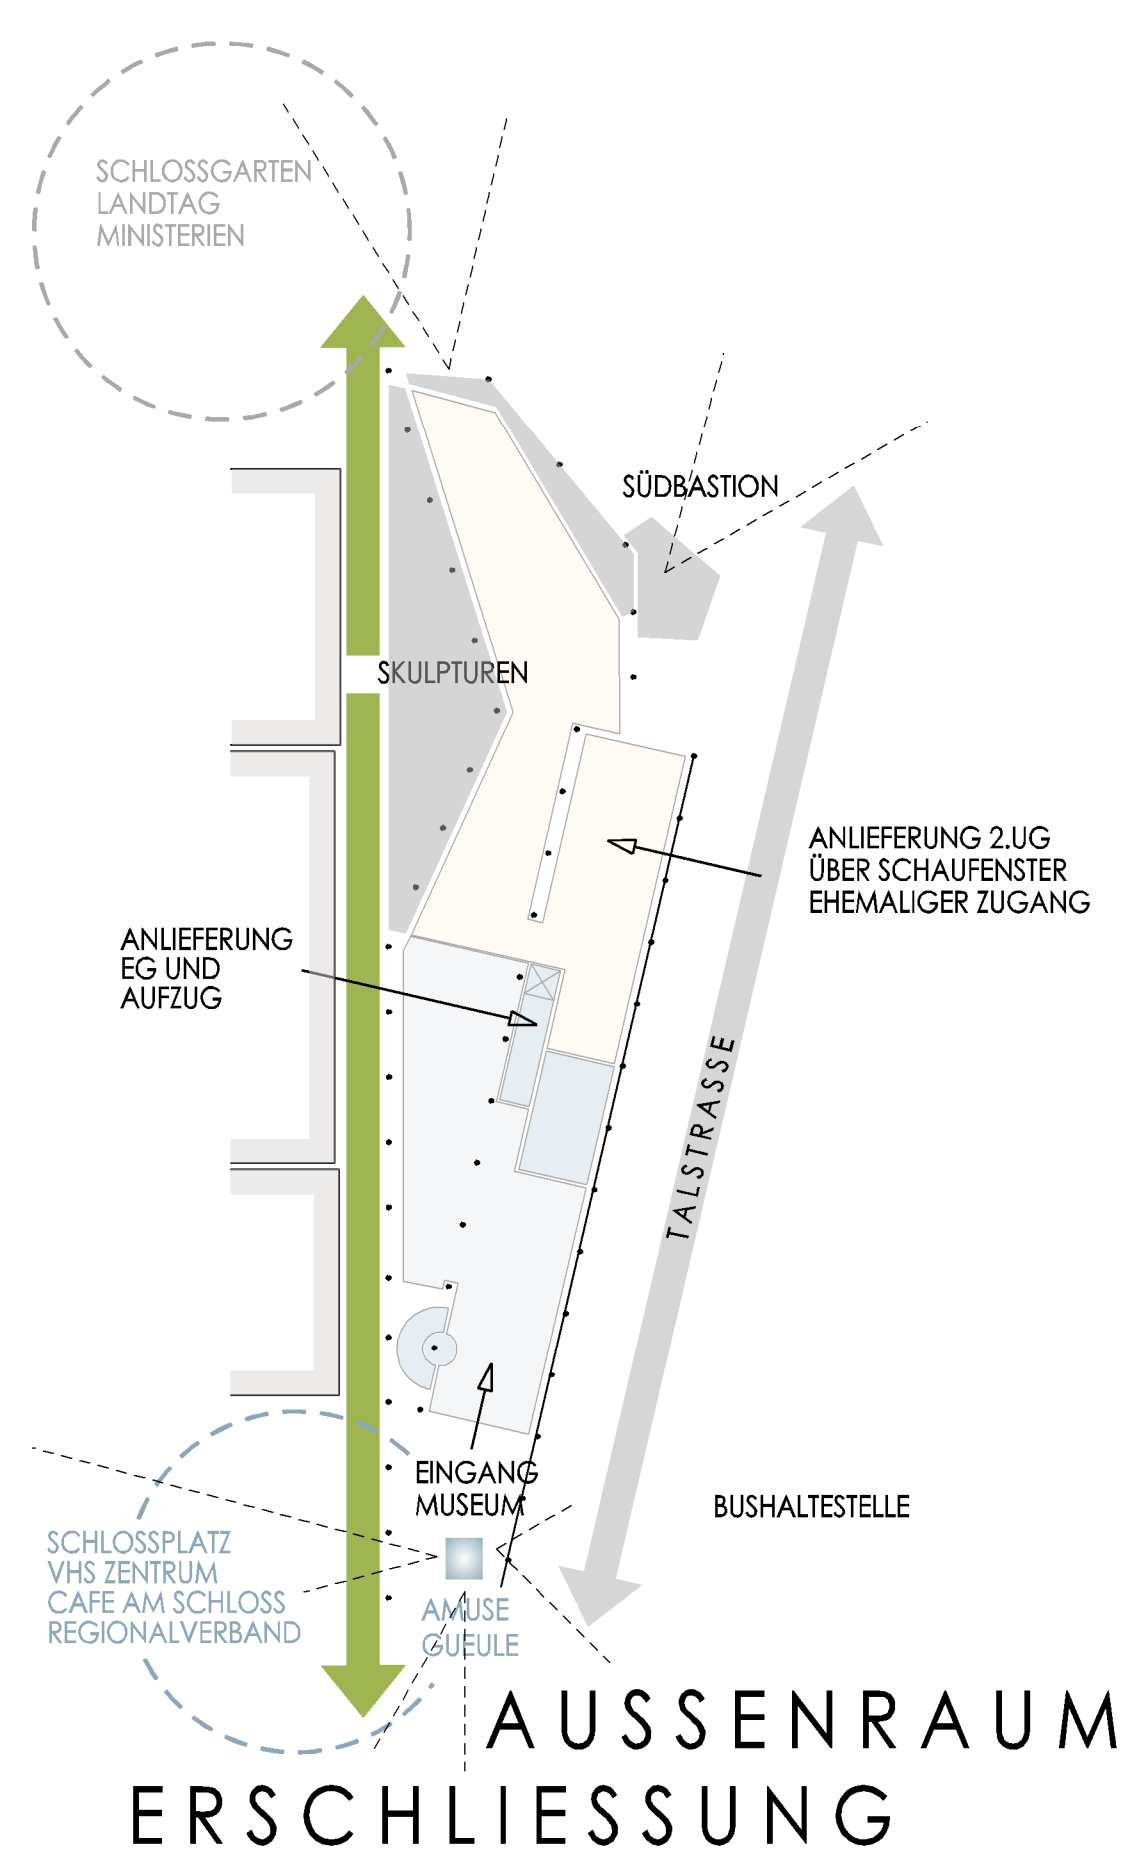 SCHLOSSGARTEN
LANDTAG
MINISTERIEN
SÜDBASTION
SKULPTUREN
ANLIEFERUNG 2.UG
ÜBER SCHAUFENSTER
EHEMALIGER ZUGANG
ANLIEFERUNG
EG UND
AUFZUG
TALSTRASSE
EINGANG
MUSEUM
BUSHALTESTELLE
SCHLOSSPLATZ
VHS ZENTRUM
CAFE AM SCHLOSS
REGIONALVERBAND
AMUSE
GUEULE
AUSSENRAUM
ERSCHLIESSUNG